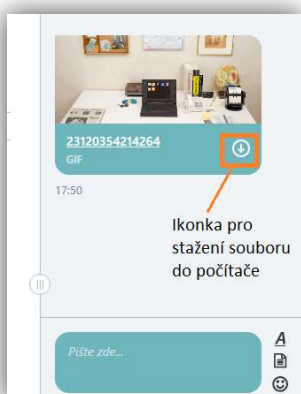 23120354214264
GIF
17:50
Ikonka pro
stažení souboru
do počítače
Pište zde...
A